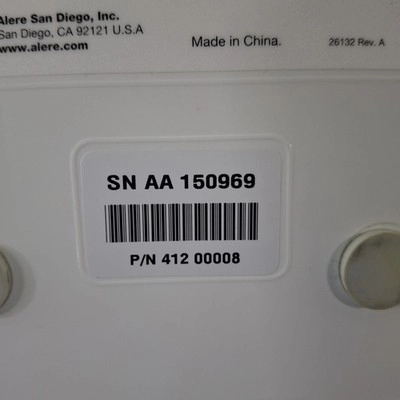 Alere San Diego, Inc.
San Diego, CA 92121 U.S.A
www.alere.com
Made in China.
26132 Rev. A
SN AA 150969
P/N 412 00008